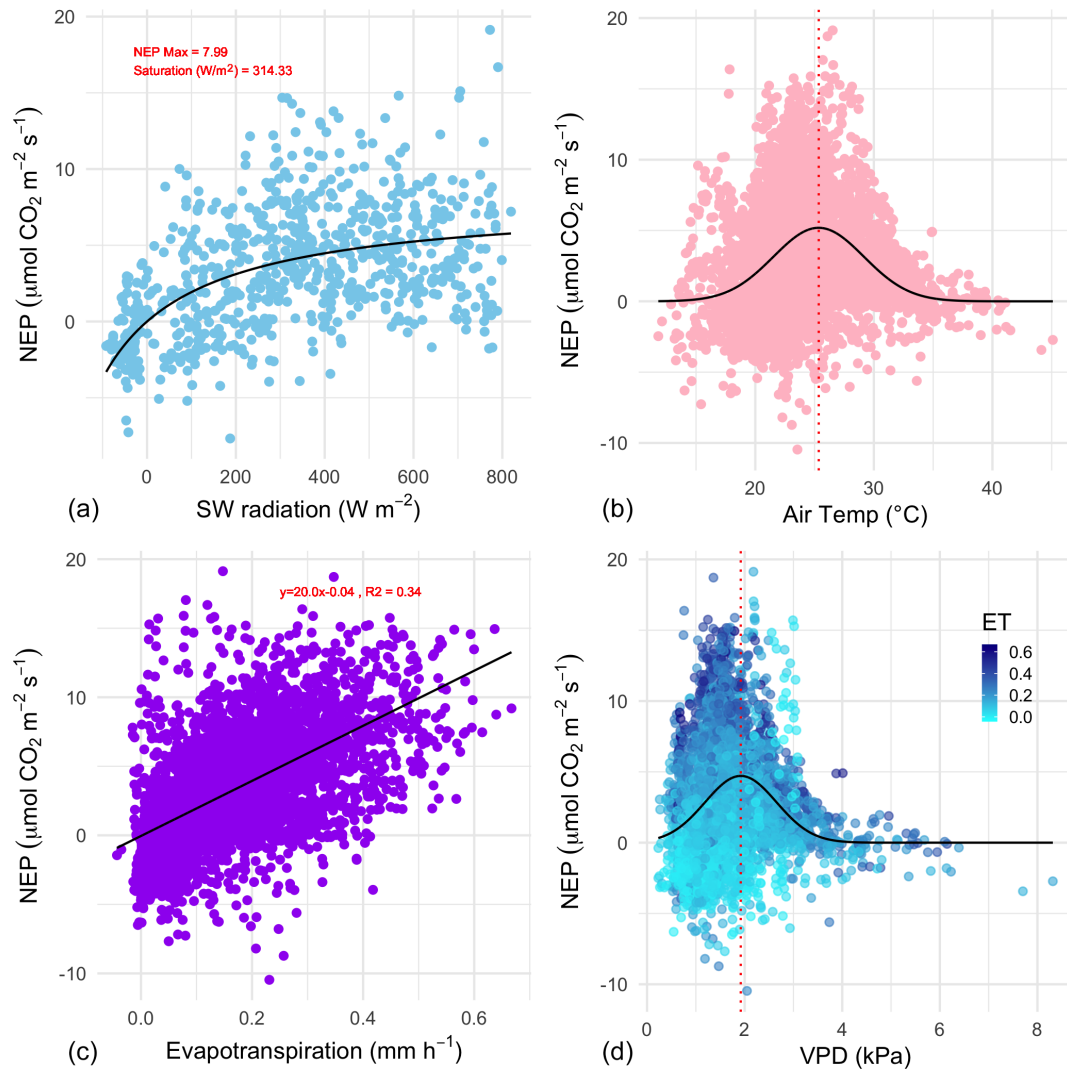 20
10
0
NEP (μmol CO₂ m⁻² s⁻¹)
NEP Max = 7.99
Saturation (W/m²) = 314.33
0
200
400
600
800
(a)
SW radiation (W m⁻²)
20
10
0
-10
NEP (μmol CO₂ m⁻² s⁻¹)
20
30
40
(b)
Air Temp (°C)
20
10
0
-10
NEP (μmol CO₂ m⁻² s⁻¹)
y=20.0x-0.04 , R2 = 0.34
0.0
0.2
0.4
0.6
(c)
Evapotranspiration (mm h⁻¹)
20
10
0
-10
NEP (μmol CO₂ m⁻² s⁻¹)
ET
0.6
0.4
0.2
0.0
0
2
4
6
8
(d)
VPD (kPa)